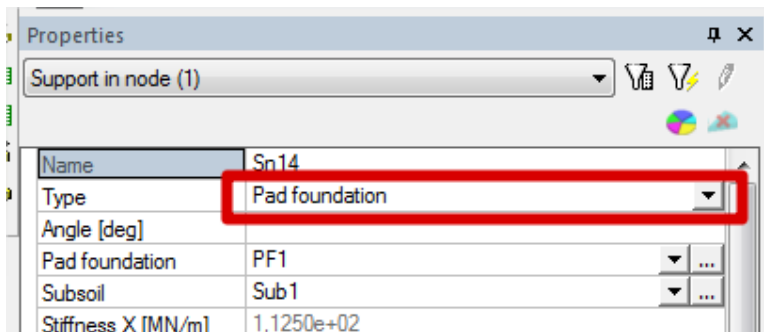 Properties
Support in node (1)
Name Sn14
Type Pad foundation
Angle [deg]
Pad foundation PF1 ...
Subsoil Sub1 ...
Stiffness X [MN/m] 1,1250e+02